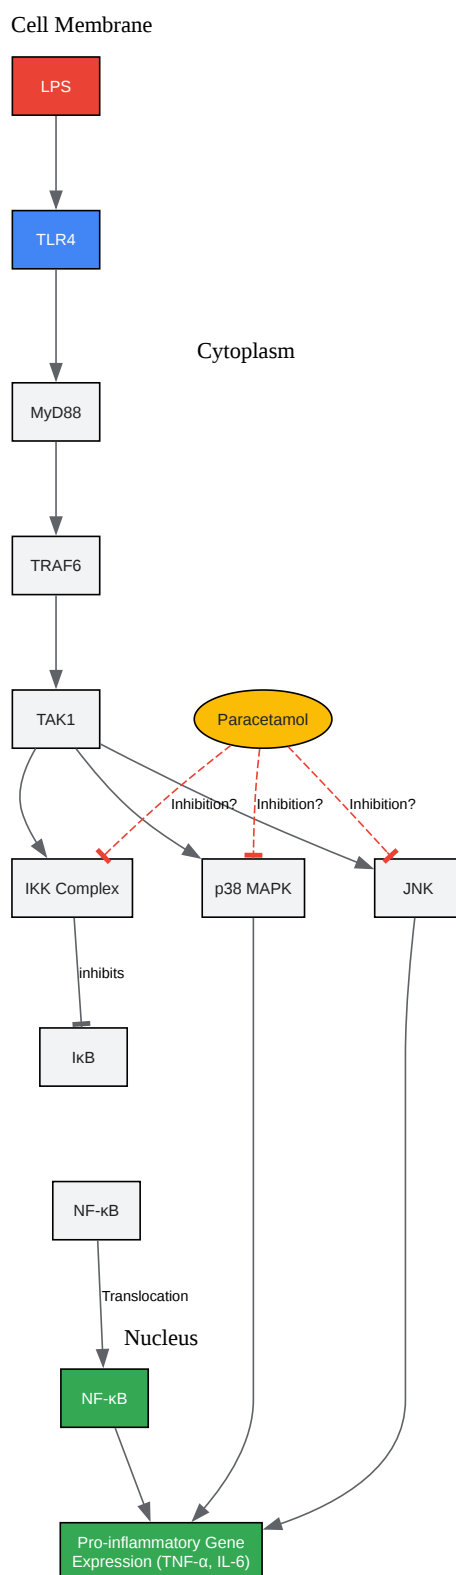 Cell Membrane
LPS
TLR4
Cytoplasm
MyD88
TRAF6
TAK1
Paracetamol
Inhibition?
Inhibition?
Inhibition?
IKK Complex
p38 MAPK
JNK
inhibits
IκB
NF-κB
Translocation
Nucleus
NF-κB
Pro-inflammatory Gene
Expression (TNF-α, IL-6)